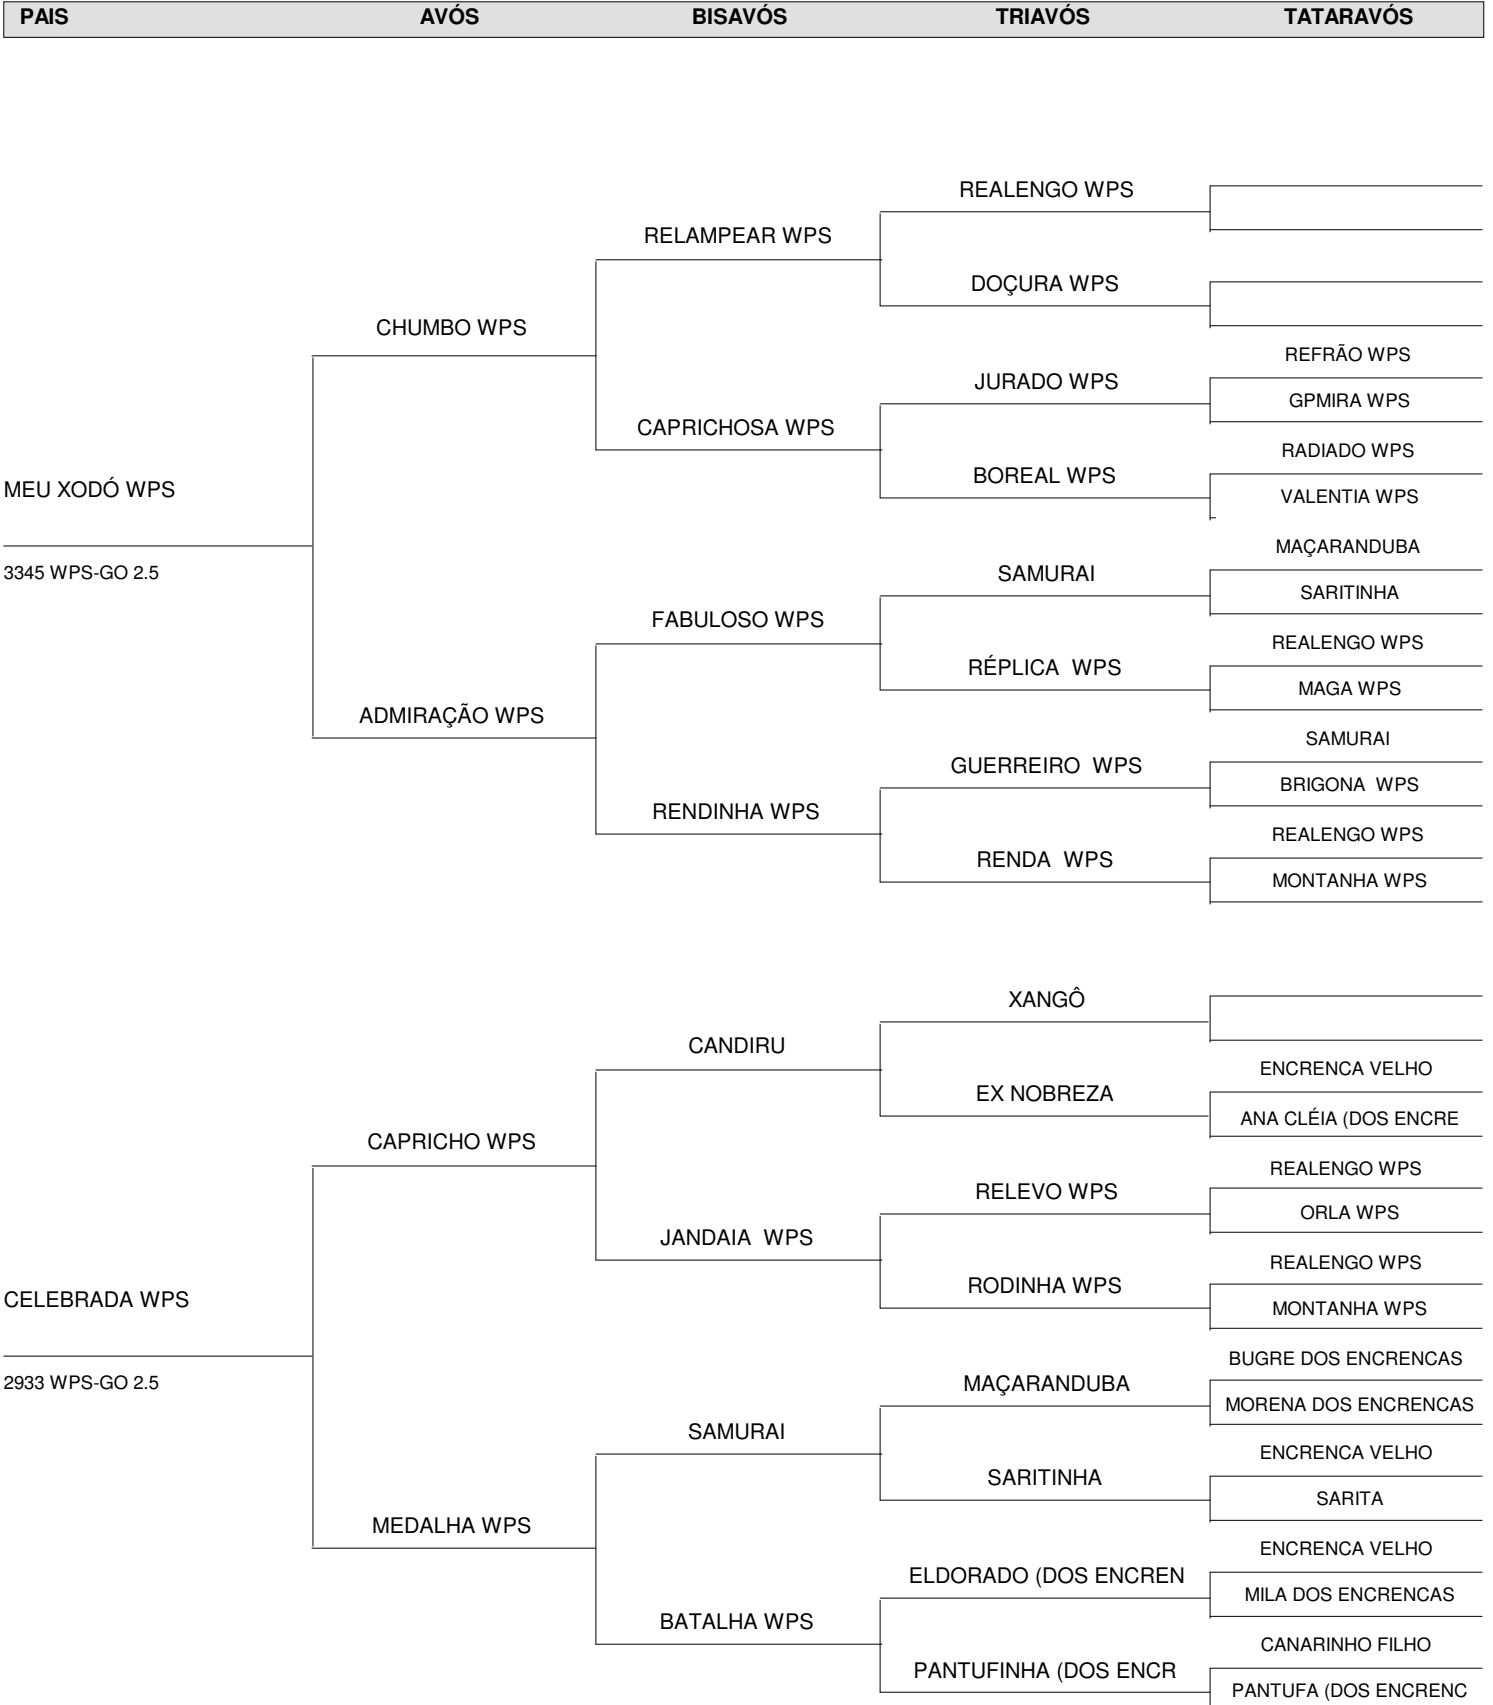 PAIS AVÓS BISAVÓS TRIAVÓS TATARAVÓS
REALENGO WPS
RELAMPEAR WPS
DOÇURA WPS
CHUMBO WPS
REFRÃO WPS
JURADO WPS
GPMIRA WPS
CAPRICHOSA WPS
RADIADO WPS
BOREAL WPS
MEU XODÓ WPS
VALENTIA WPS
MAÇARANDUBA
3345 WPS-GO 2.5
SAMURAI
SARITINHA
FABULOSO WPS
REALENGO WPS
RÉPLICA  WPS
MAGA WPS
ADMIRAÇÃO WPS
SAMURAI
GUERREIRO  WPS
BRIGONA  WPS
RENDINHA WPS
REALENGO WPS
RENDA  WPS
MONTANHA WPS
XANGÔ
CANDIRU
ENCRENCA VELHO
EX NOBREZA
ANA CLÉIA (DOS ENCRE
CAPRICHO WPS
REALENGO WPS
RELEVO WPS
ORLA WPS
JANDAIA  WPS
REALENGO WPS
RODINHA WPS
CELEBRADA WPS
MONTANHA WPS
BUGRE DOS ENCRENCAS
2933 WPS-GO 2.5
MAÇARANDUBA
MORENA DOS ENCRENCAS
SAMURAI
ENCRENCA VELHO
SARITINHA
SARITA
MEDALHA WPS
ENCRENCA VELHO
ELDORADO (DOS ENCREN
MILA DOS ENCRENCAS
BATALHA WPS
CANARINHO FILHO
PANTUFINHA (DOS ENCR
PANTUFA (DOS ENCRENC